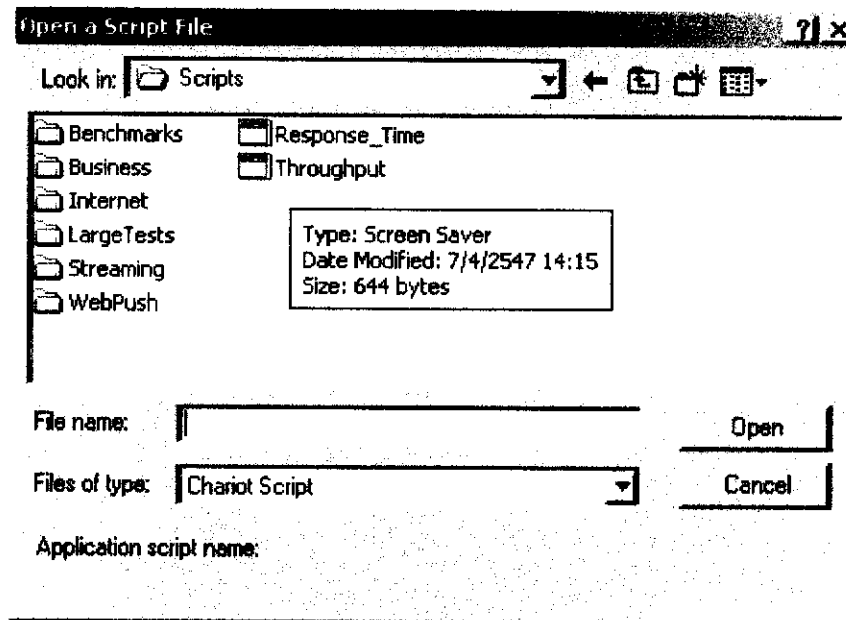 Open a Script File
Look in: Scripts
Benchmarks Response_Time
Business Throughput
Internet
LargeTests Type: Screen Saver
Streaming Date Modified: 7/4/2547 14:15
WebPush Size: 644 bytes
File name: Open
Files of type: Chariot Script Cancel
Application script name: